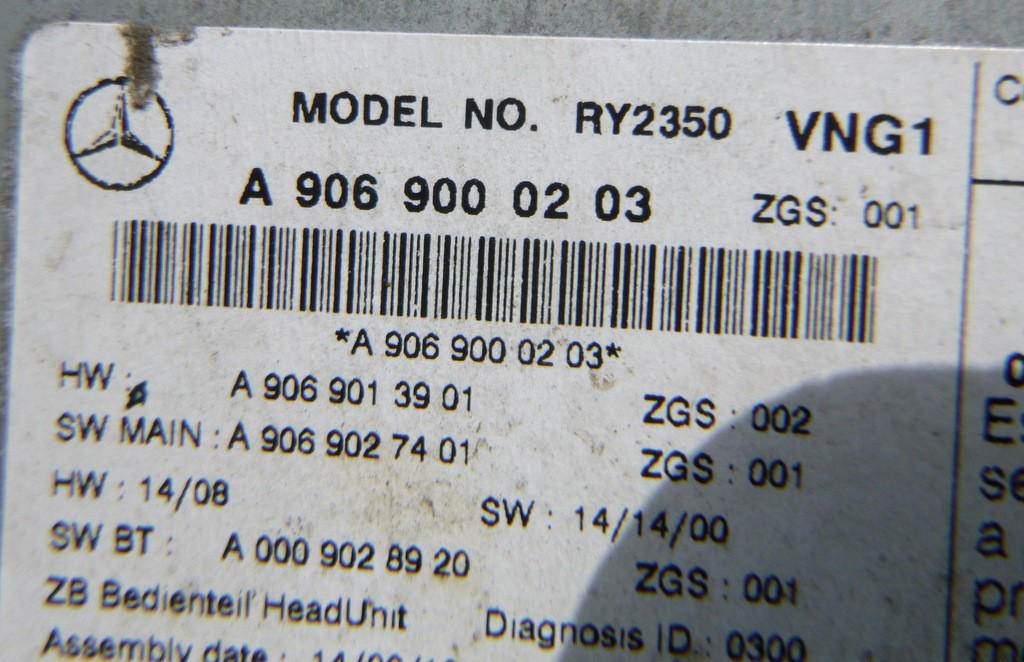 MODEL NO. RY2350 VNG1
A 906 900 02 03 ZGS: 001
*A 906 900 02 03*
HW : A 906 901 39 01 ZGS : 002
SW MAIN : A 906 902 74 01 ZGS : 001
HW : 14/08 SW : 14/14/00
SW BT : A 000 902 89 20 ZGS : 001
ZB Bedienteil HeadUnit Diagnosis ID.: 0300
Assembly date :